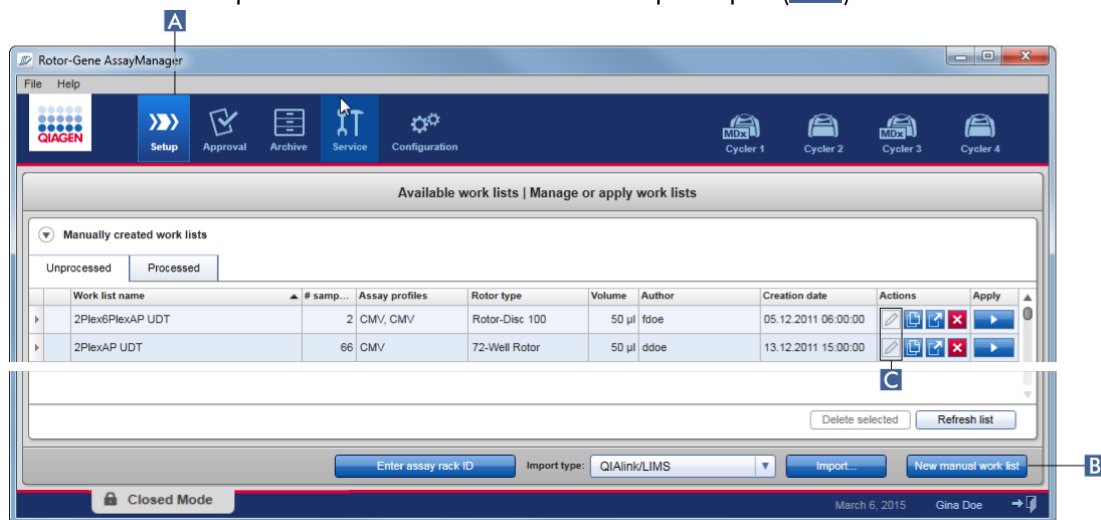 A
Rotor-Gene AssayManager
File Help
QIAGEN
Setup Approval Archive Service Configuration
MDx MDx
Cycler 1 Cycler 2 Cycler 3 Cycler 4
Available work lists | Manage or apply work lists
Manually created work lists
Unprocessed Processed
Work list name # samp... Assay profiles Rotor type Volume Author Creation date Actions Apply
2Plex6PlexAP UDT 2 CMV, CMV Rotor-Disc 100 50 µl fdoe 05.12.2011 06:00:00
2PlexAP UDT 66 CMV 72-Well Rotor 50 µl ddoe 13.12.2011 15:00:00
C
Delete selected Refresh list
Enter assay rack ID Import type: QIAlink/LIMS Import... New manual work list
B
Closed Mode March 6, 2015 Gina Doe